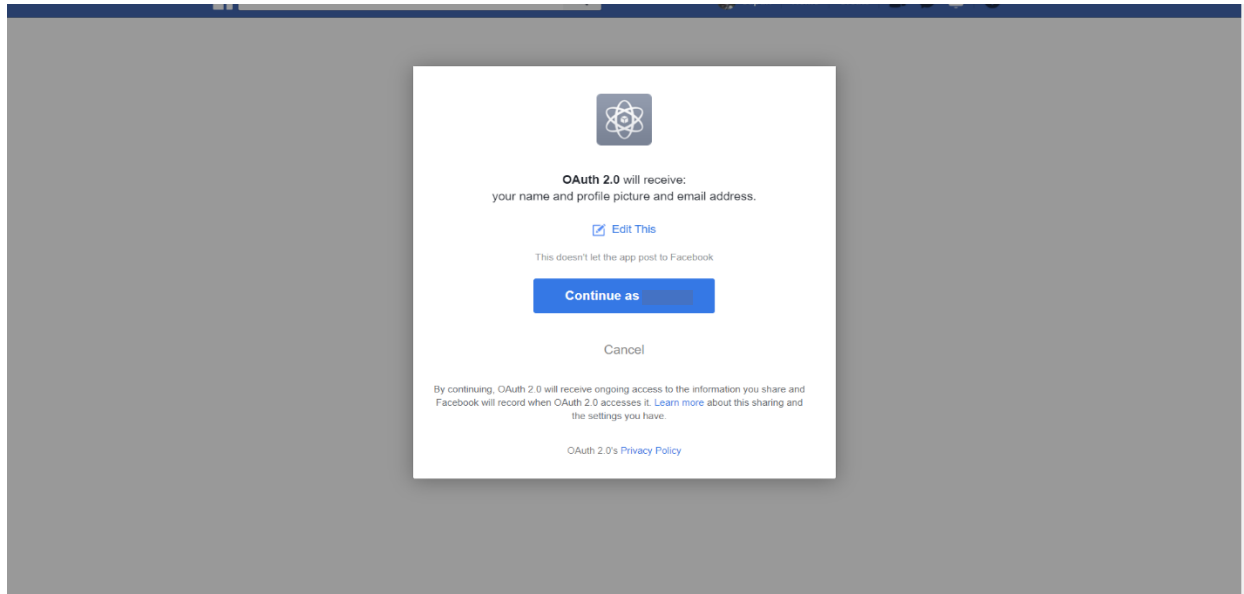 OAuth 2.0 will receive:
your name and profile picture and email address.
Edit This
This doesn't let the app post to Facebook
Continue as
Cancel
By continuing, OAuth 2.0 will receive ongoing access to the information you share and
Facebook will record when OAuth 2.0 accesses it. Learn more about this sharing and
the settings you have.
OAuth 2.0's Privacy Policy